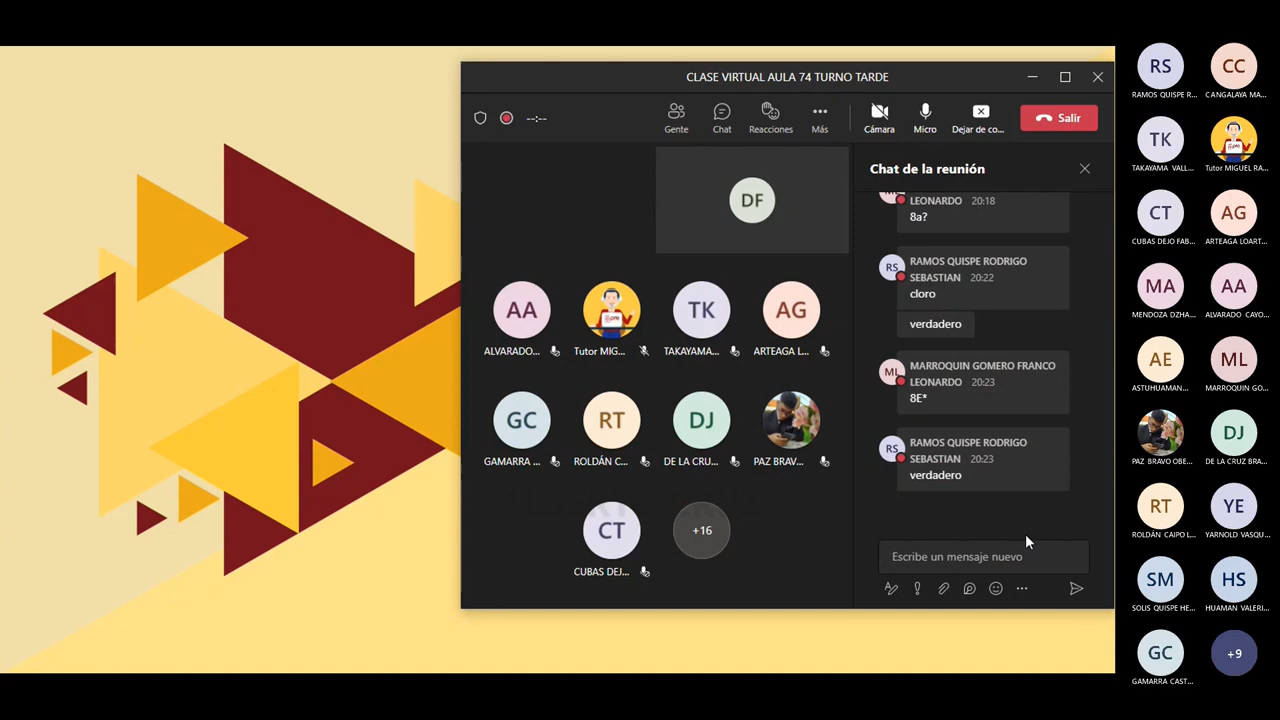 CLASE VIRTUAL AULA 74 TURNO TARDE
--:--
Gente
Chat
Reacciones
Más
Cámara
Micro
Dejar de co...
Salir
DF
AA
ALVARADO...
Tutor MIG...
TK
TAKAYAMA...
AG
ARTEAGA L...
GC
GAMARRA ...
RT
ROLDÁN C...
DJ
DE LA CRU...
PAZ BRAV...
CT
CUBAS DEJ...
+16
Chat de la reunión
LEONARDO 20:18
8a?
RS
RAMOS QUISPE RODRIGO
SEBASTIAN 20:22
cloro
verdadero
ML
MARROQUIN GOMERO FRANCO
LEONARDO 20:23
8E*
RS
RAMOS QUISPE RODRIGO
SEBASTIAN 20:23
verdadero
Escribe un mensaje nuevo
RS
RAMOS QUISPE R...
CC
CANGALAYA MA...
TK
TAKAYAMA VALL...
Tutor MIGUEL RA...
CT
CUBAS DEJO FAB...
AG
ARTEAGA LOART...
MA
MENDOZA DZHA...
AA
ALVARADO CAYO...
AE
ASTUHUAMAN...
ML
MARROQUIN GO...
PAZ BRAVO OBE...
DJ
DE LA CRUZ BRA...
RT
ROLDÁN CAIPO L...
YE
YARNOLD VASQU...
SM
SOLIS QUISPE HE...
HS
HUAMAN VALERI...
GC
GAMARRA CAST...
+9